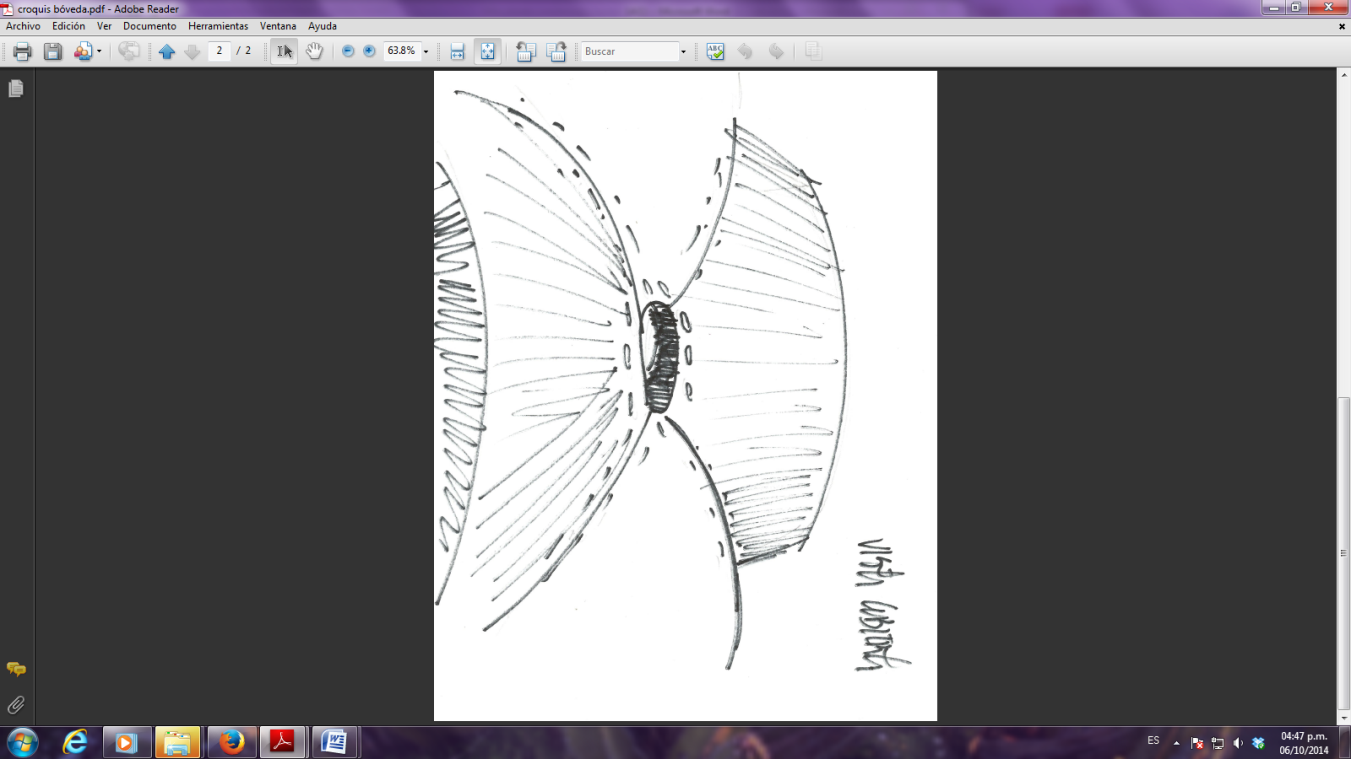 croquis bóveda.pdf - Adobe Reader
Archivo Edición Ver Documento Herramientas Ventana Ayuda
2 / 2 63.8% Buscar
vista cubierta
ES 04:47 p.m.
06/10/2014